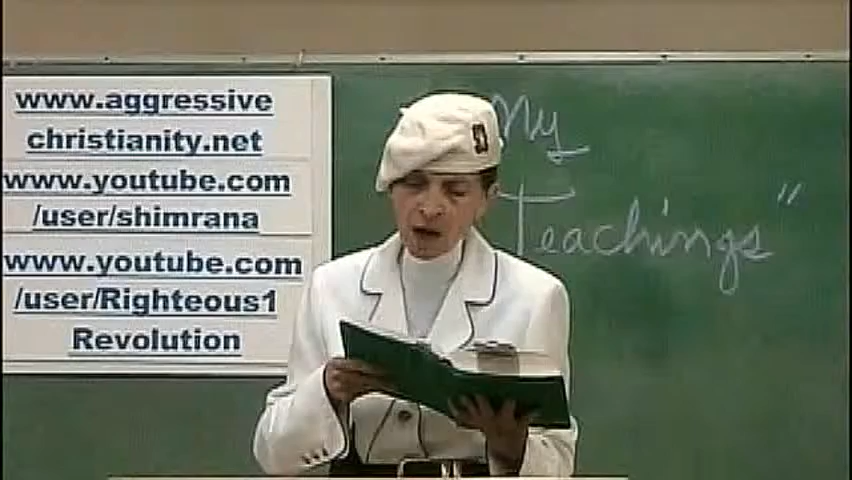 www.aggressive
christianity.net
www.youtube.com
/user/shimrana
www.youtube.com
/user/Righteous1
Revolution
My
Teachings"